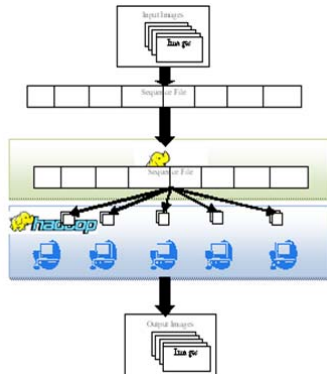 Input Images
Image
Sequence File
Sequence File
hadoop
Output Images
Image